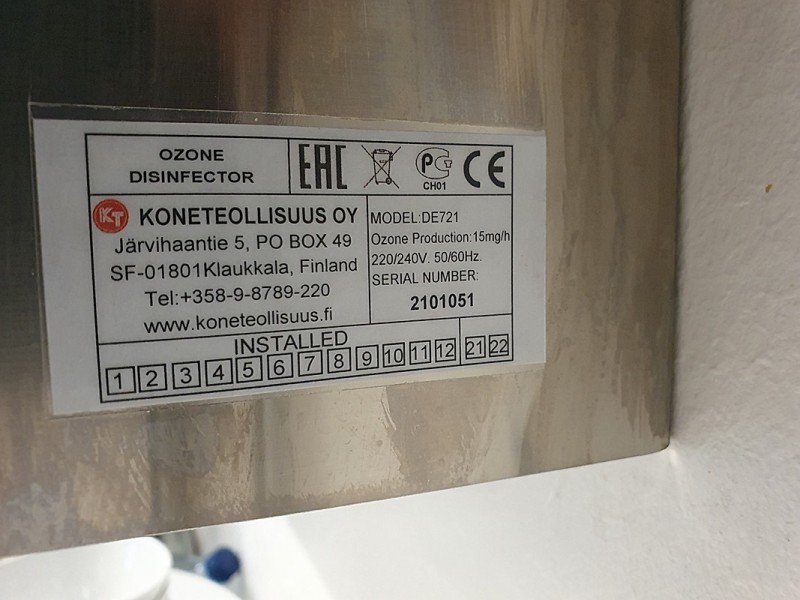 OZONE
DISINFECTOR
EAC
PCT
CH01
CE
KT KONETEOLLISUUS OY
Järvihaantie 5, PO BOX 49
SF-01801Klaukkala, Finland
Tel:+358-9-8789-220
www.koneteollisuus.fi
MODEL:DE721
Ozone Production:15mg/h
220/240V. 50/60Hz.
SERIAL NUMBER:
2101051
INSTALLED
1 2 3 4 5 6 7 8 9 10 11 12 21 22